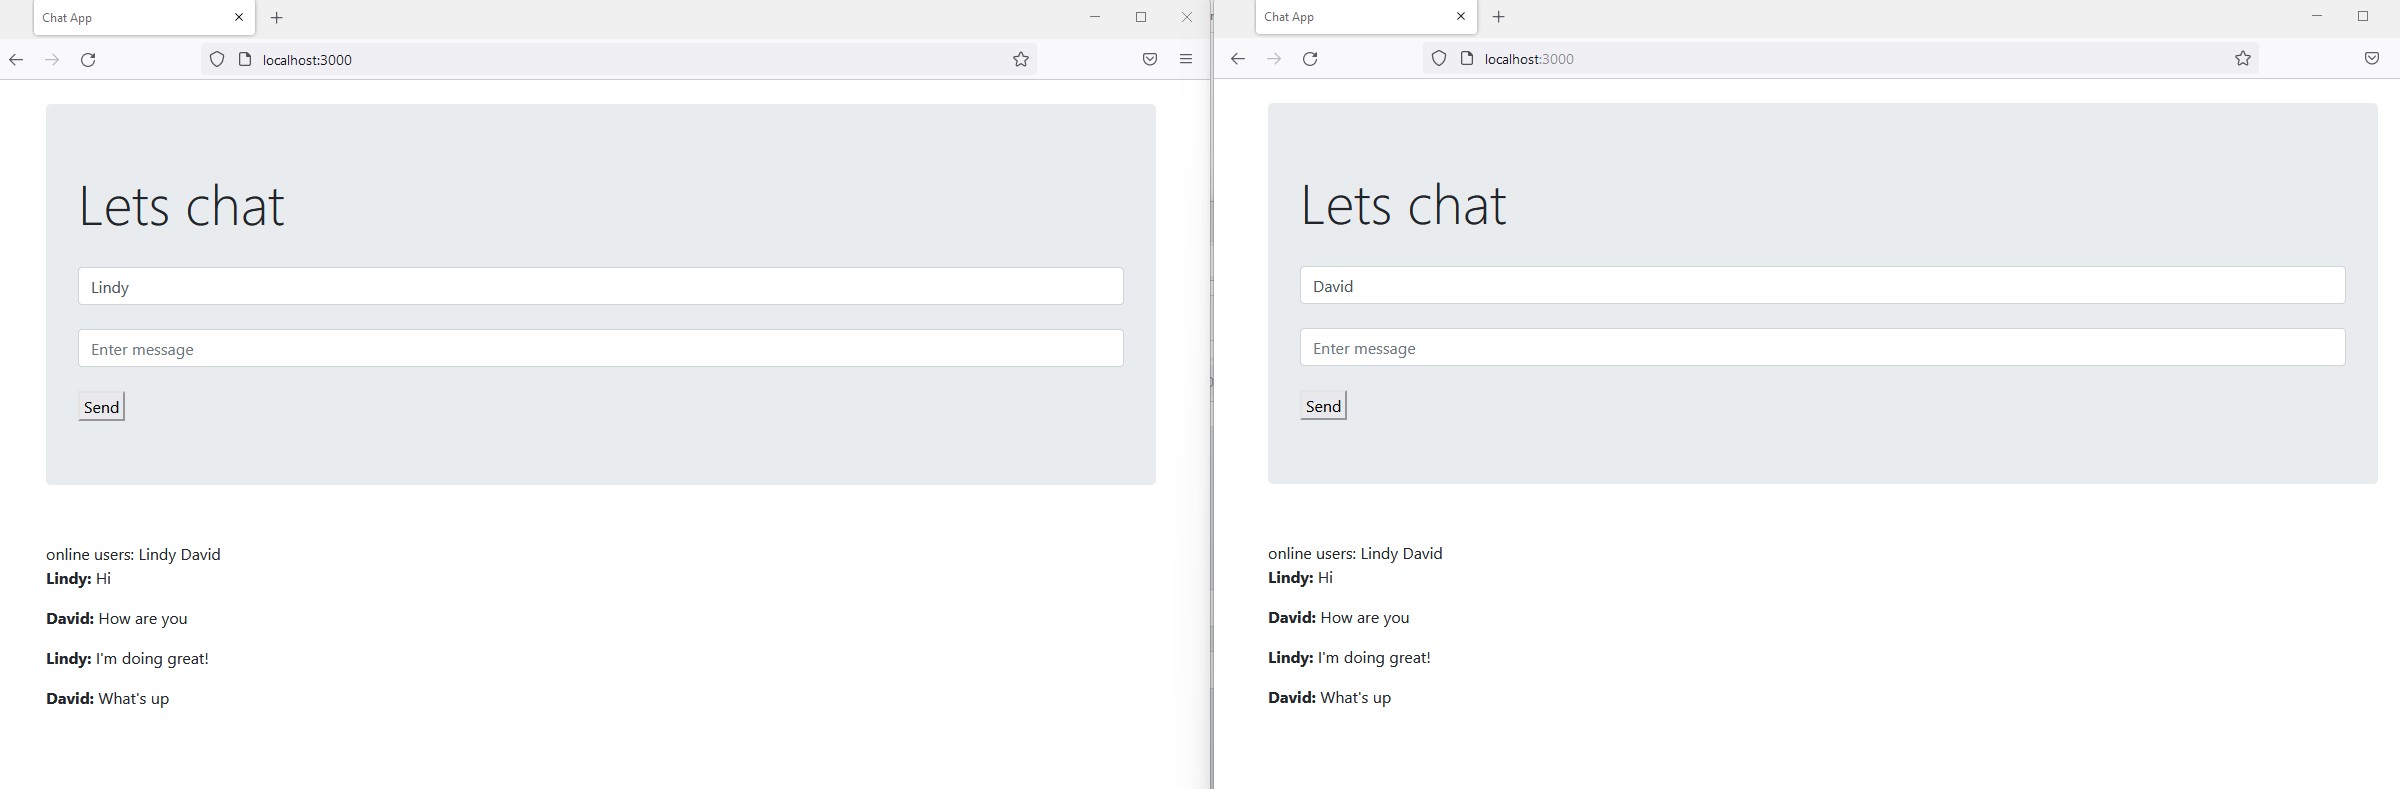 Chat App
localhost:3000
Lets chat
Lindy
Enter message
Send
online users: Lindy David
Lindy: Hi
David: How are you
Lindy: I'm doing great!
David: What's up
Chat App
localhost:3000
Lets chat
David
Enter message
Send
online users: Lindy David
Lindy: Hi
David: How are you
Lindy: I'm doing great!
David: What's up